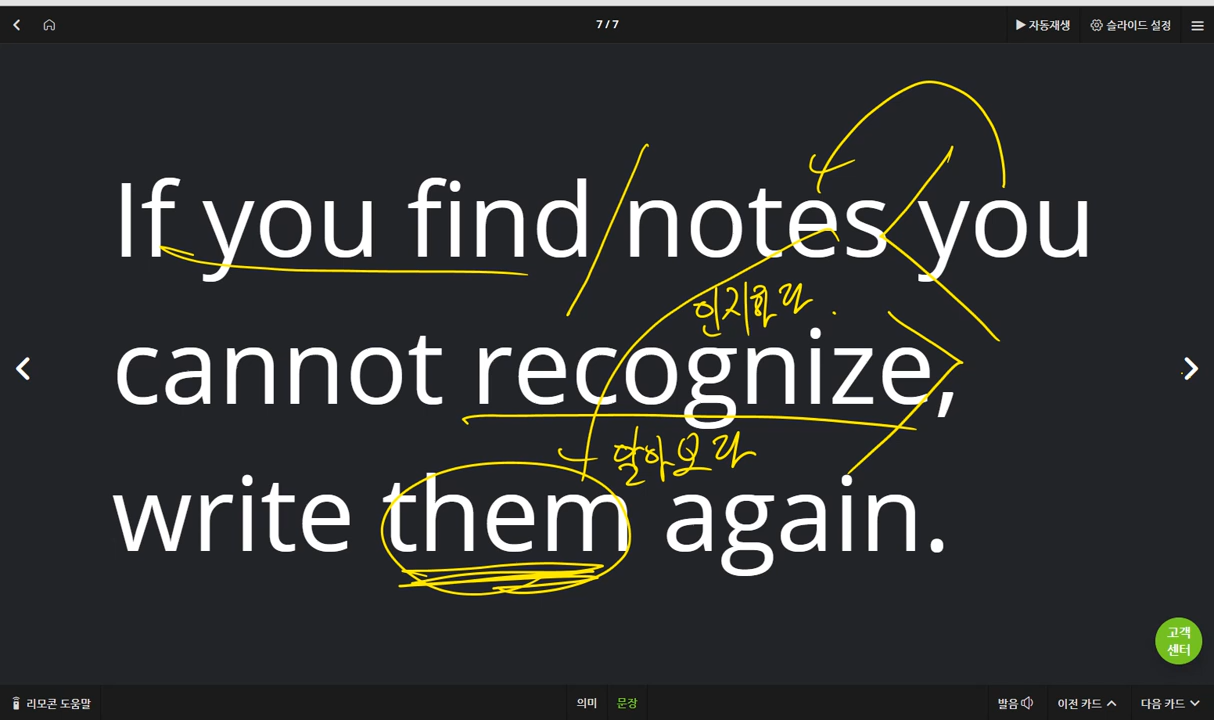 7 / 7
자동재생
슬라이드 설정
If you find notes you
인지하다.
cannot recognize,
알아보다
write them again.
고객
센터
리모콘 도움말
의미
문장
발음
이전 카드
다음 카드